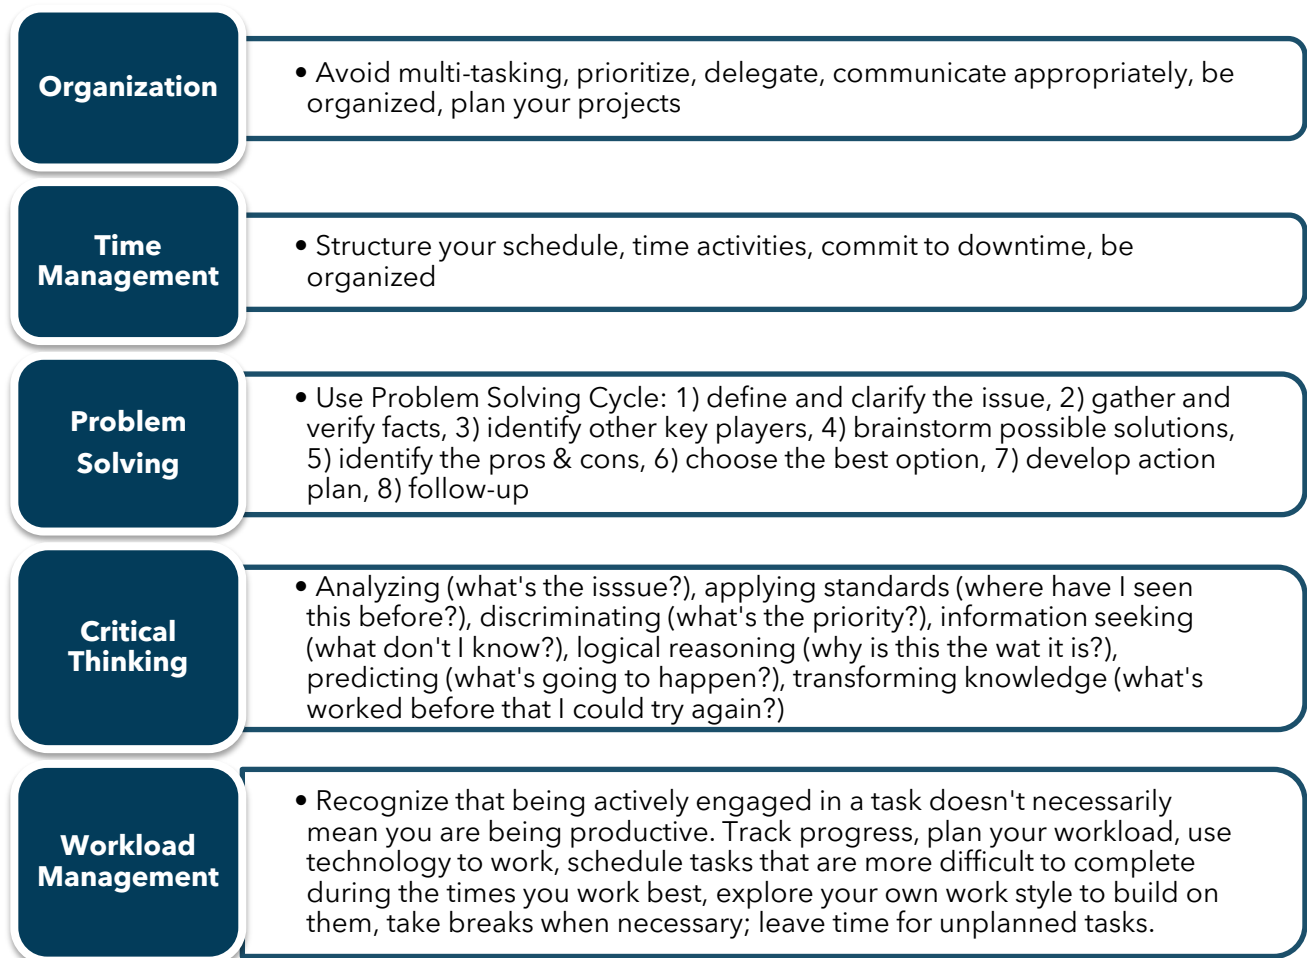 Organization
• Avoid multi-tasking, prioritize, delegate, communicate appropriately, be
organized, plan your projects
Time
Management
• Structure your schedule, time activities, commit to downtime, be
organized
Problem
Solving
• Use Problem Solving Cycle: 1) define and clarify the issue, 2) gather and
verify facts, 3) identify other key players, 4) brainstorm possible solutions,
5) identify the pros & cons, 6) choose the best option, 7) develop action
plan, 8) follow-up
Critical
Thinking
• Analyzing (what's the isssue?), applying standards (where have I seen
this before?), discriminating (what's the priority?), information seeking
(what don't I know?), logical reasoning (why is this the wat it is?),
predicting (what's going to happen?), transforming knowledge (what's
worked before that I could try again?)
Workload
Management
• Recognize that being actively engaged in a task doesn't necessarily
mean you are being productive. Track progress, plan your workload, use
technology to work, schedule tasks that are more difficult to complete
during the times you work best, explore your own work style to build on
them, take breaks when necessary; leave time for unplanned tasks.